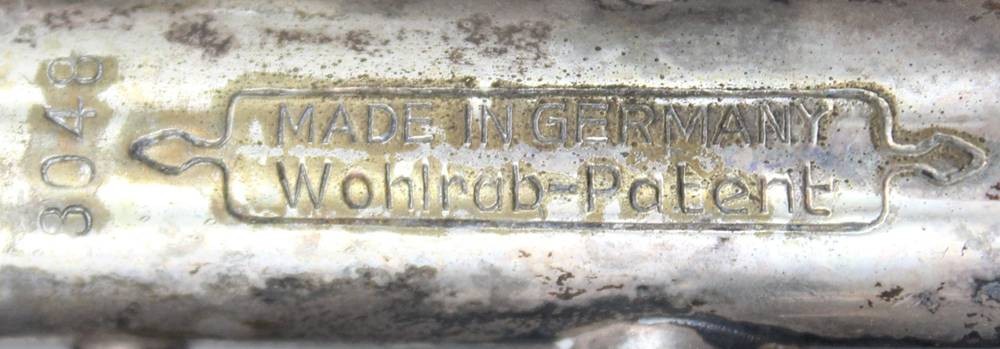 3048
MADE IN GERMANY
Wohlrab-Patent